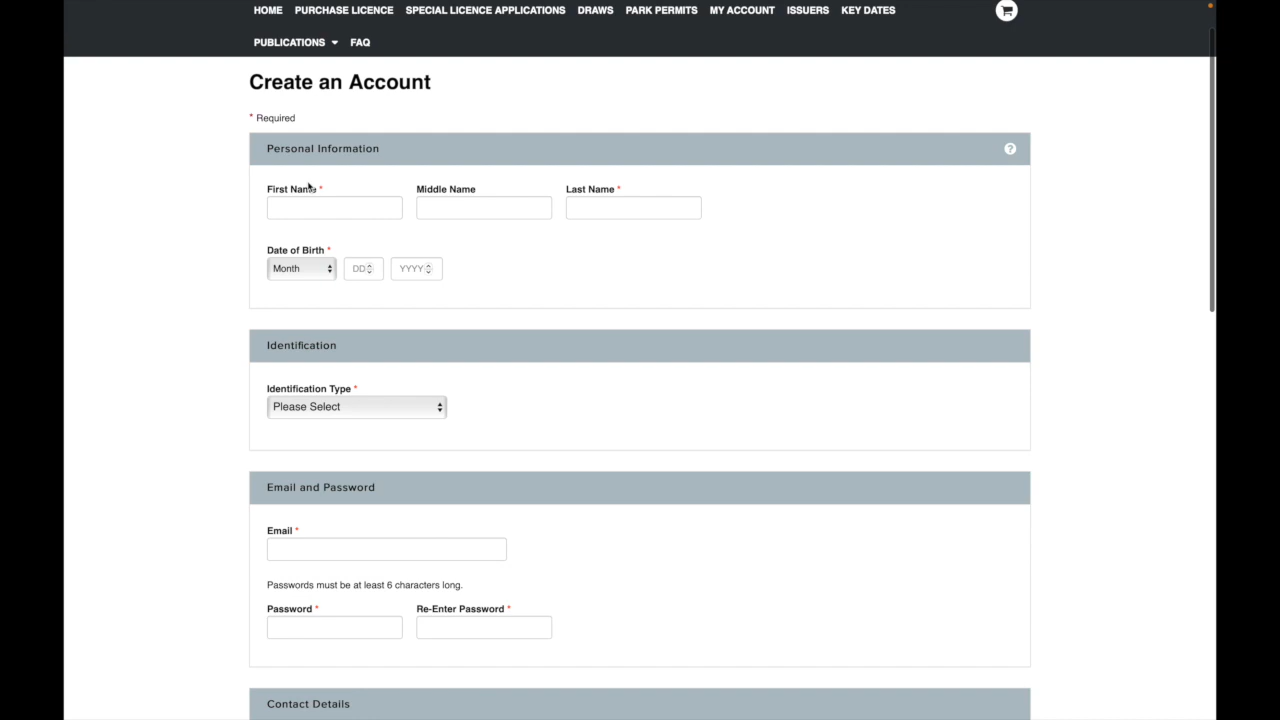 HOME PURCHASE LICENCE SPECIAL LICENCE APPLICATIONS DRAWS PARK PERMITS MY ACCOUNT ISSUERS KEY DATES
PUBLICATIONS FAQ
Create an Account
* Required
Personal Information ?
First Name * Middle Name Last Name *
Date of Birth *
Month DD YYYY
Identification
Identification Type *
Please Select
Email and Password
Email *
Passwords must be at least 6 characters long.
Password * Re-Enter Password *
Contact Details